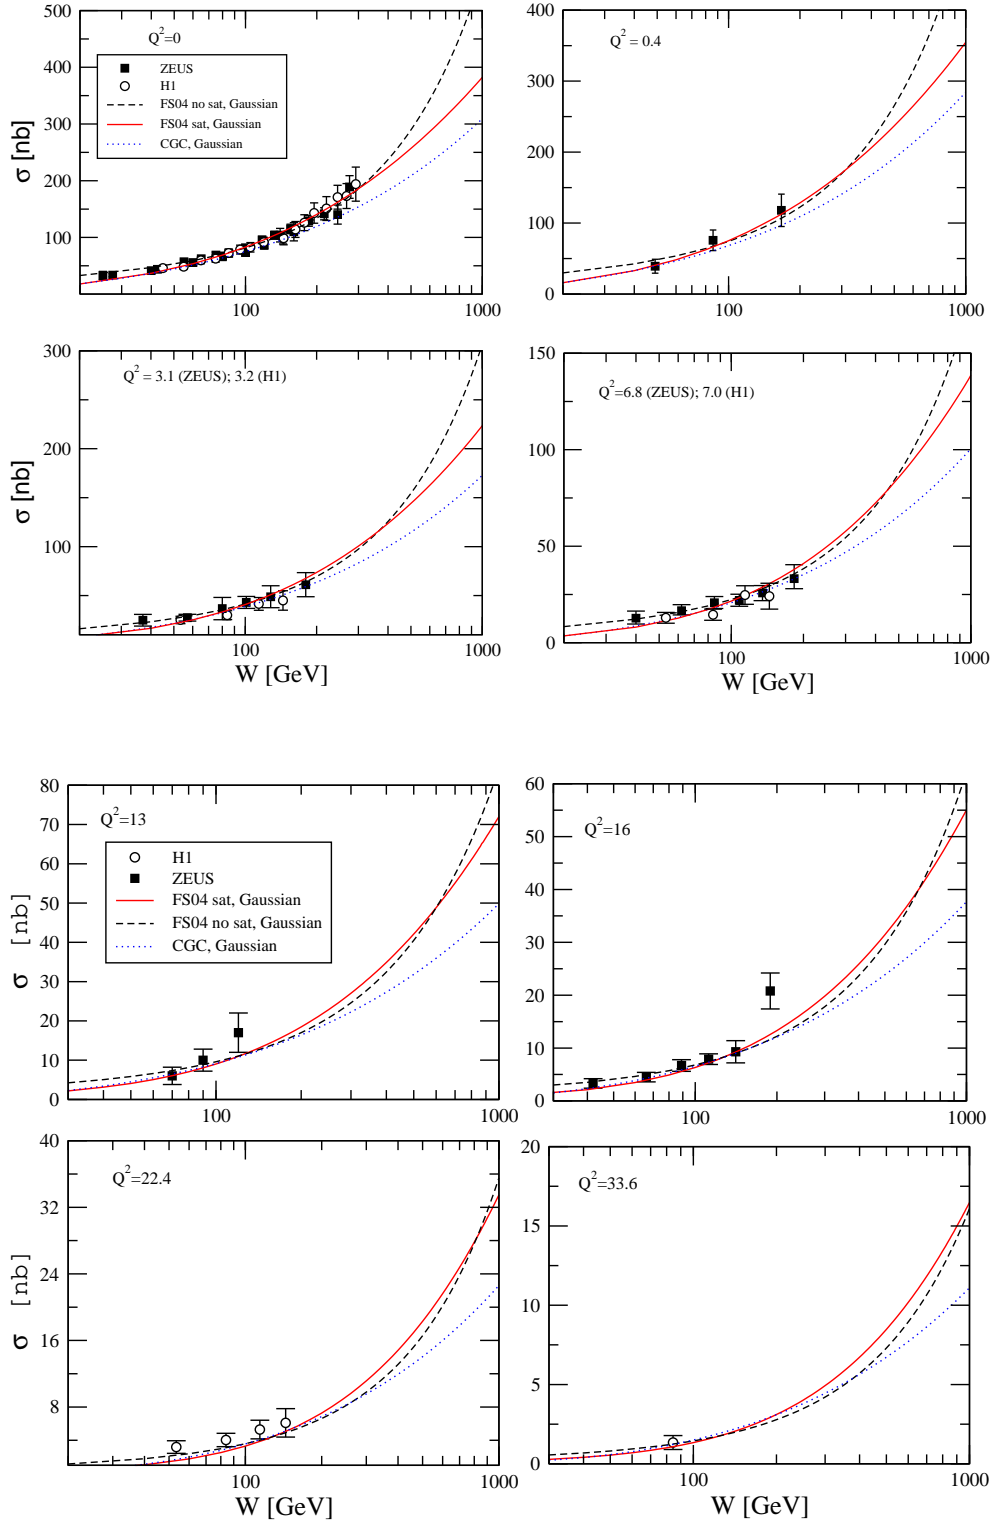 500
400
300
200
100
σ [nb]
Q²=0
ZEUS
H1
FS04 no sat, Gaussian
FS04 sat, Gaussian
CGC, Gaussian
100
1000
400
300
200
100
0
Q² = 0.4
100
1000
300
200
100
σ [nb]
Q² = 3.1 (ZEUS); 3.2 (H1)
100
1000
W [GeV]
150
100
50
0
Q²=6.8 (ZEUS); 7.0 (H1)
100
1000
W [GeV]
80
70
60
50
40
30
20
10
0
σ [nb]
Q²=13
H1
ZEUS
FS04 sat, Gaussian
FS04 no sat, Gaussian
CGC, Gaussian
100
1000
60
50
40
30
20
10
0
Q²=16
100
1000
40
32
24
16
8
σ [nb]
Q²=22.4
100
1000
W [GeV]
20
15
10
5
0
Q²=33.6
100
1000
W [GeV]